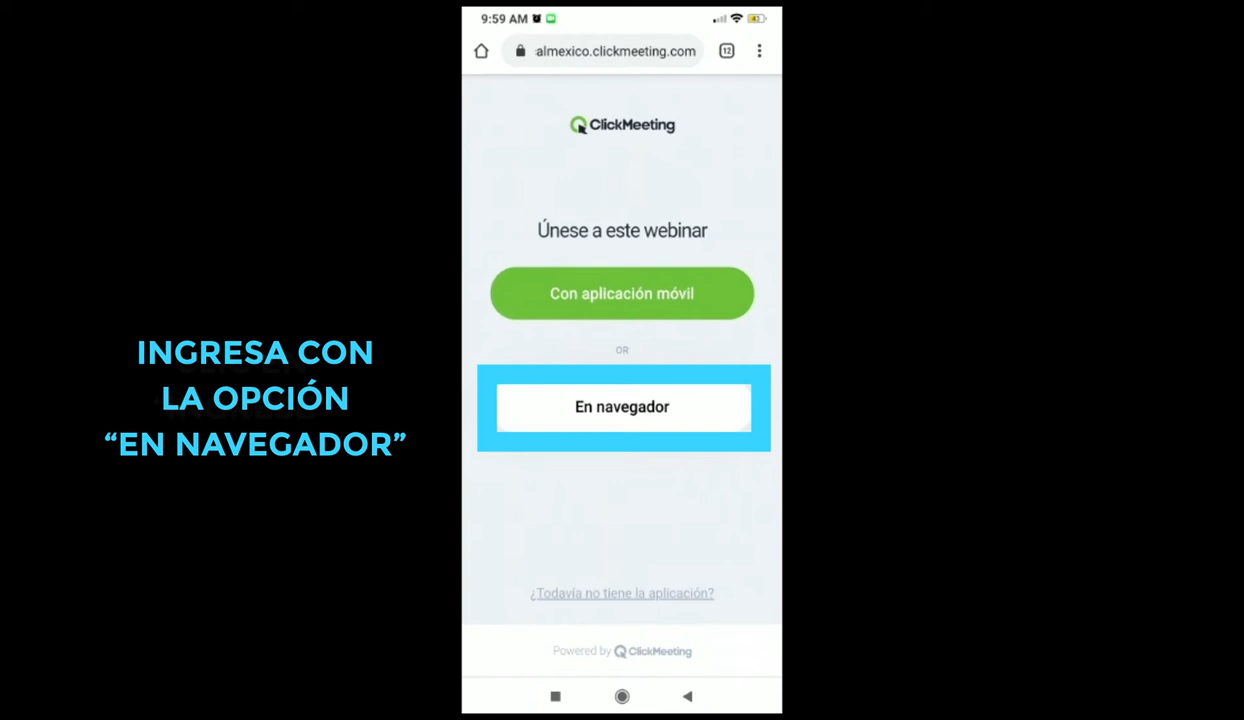 9:59 AM
almexico.clickmeeting.com
12
43
ClickMeeting
Únese a este webinar
Con aplicación móvil
OR
En navegador
¿Todavía no tiene la aplicación?
Powered by ClickMeeting
INGRESA CON
LA OPCIÓN
“EN NAVEGADOR”